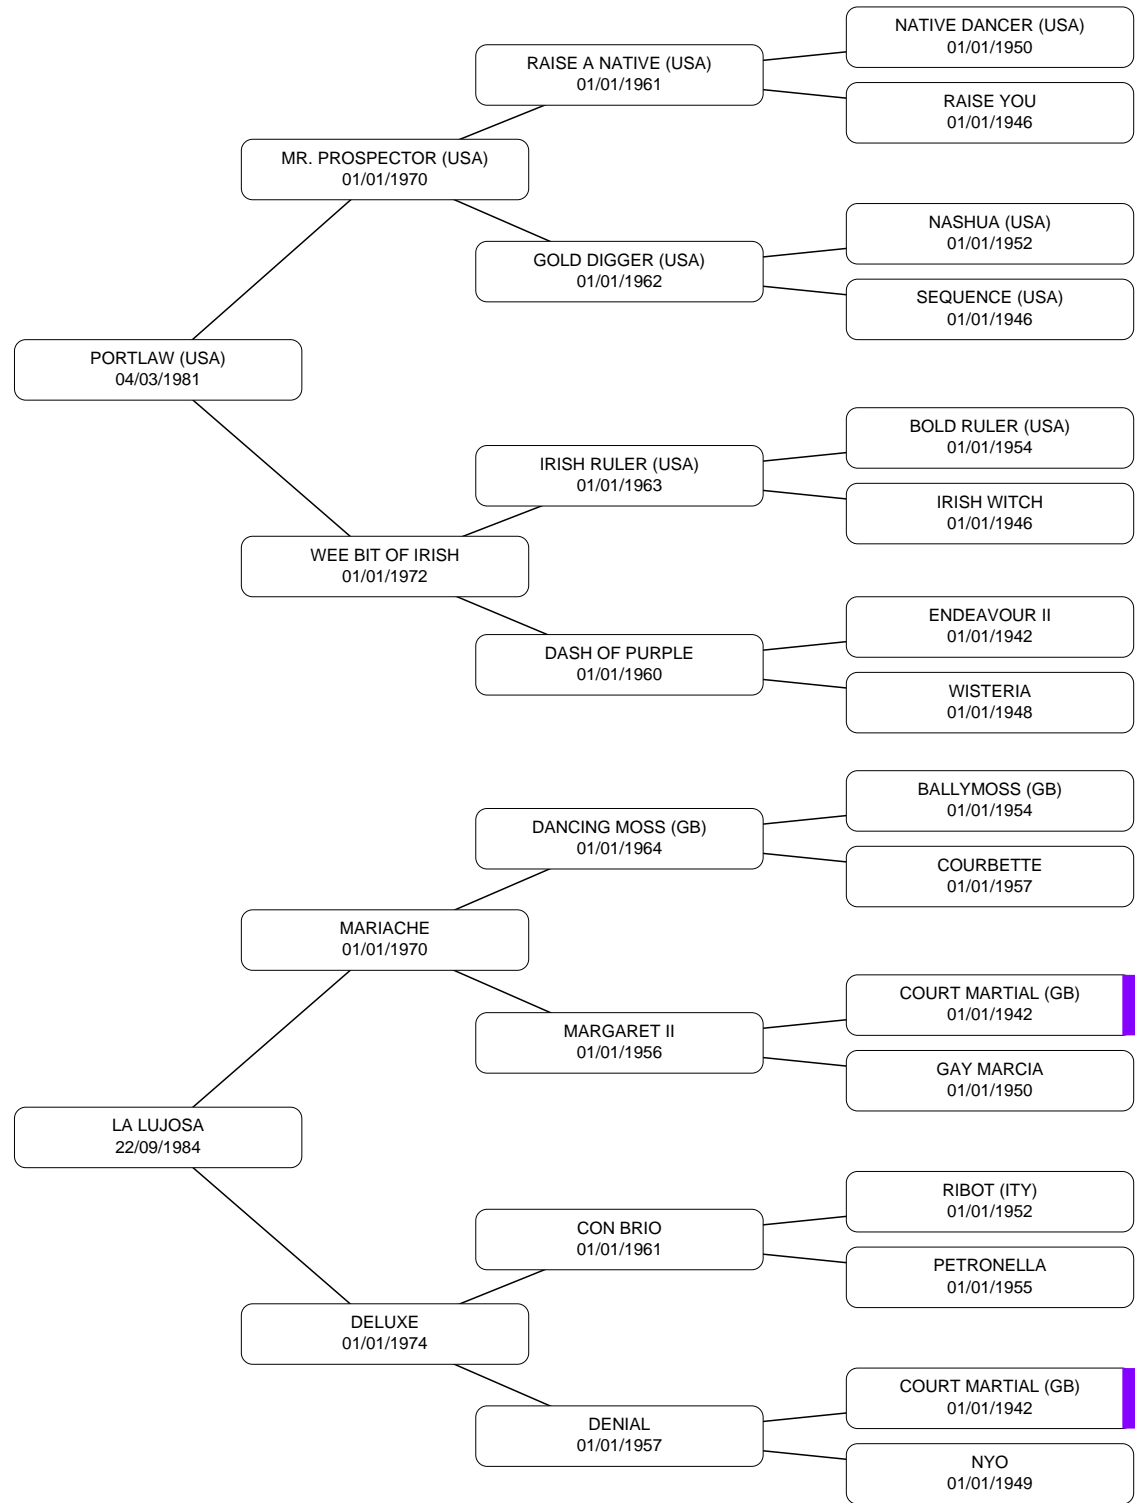 NATIVE DANCER (USA)
01/01/1950
RAISE A NATIVE (USA)
01/01/1961
RAISE YOU
01/01/1946
MR. PROSPECTOR (USA)
01/01/1970
NASHUA (USA)
01/01/1952
GOLD DIGGER (USA)
01/01/1962
SEQUENCE (USA)
01/01/1946
PORTLAW (USA)
04/03/1981
BOLD RULER (USA)
01/01/1954
IRISH RULER (USA)
01/01/1963
IRISH WITCH
01/01/1946
WEE BIT OF IRISH
01/01/1972
ENDEAVOUR II
01/01/1942
DASH OF PURPLE
01/01/1960
WISTERIA
01/01/1948
BALLYMOSS (GB)
01/01/1954
DANCING MOSS (GB)
01/01/1964
COURBETTE
01/01/1957
MARIACHE
01/01/1970
COURT MARTIAL (GB)
01/01/1942
MARGARET II
01/01/1956
GAY MARCIA
01/01/1950
LA LUJOSA
22/09/1984
RIBOT (ITY)
01/01/1952
CON BRIO
01/01/1961
PETRONELLA
01/01/1955
DELUXE
01/01/1974
COURT MARTIAL (GB)
01/01/1942
DENIAL
01/01/1957
NYO
01/01/1949